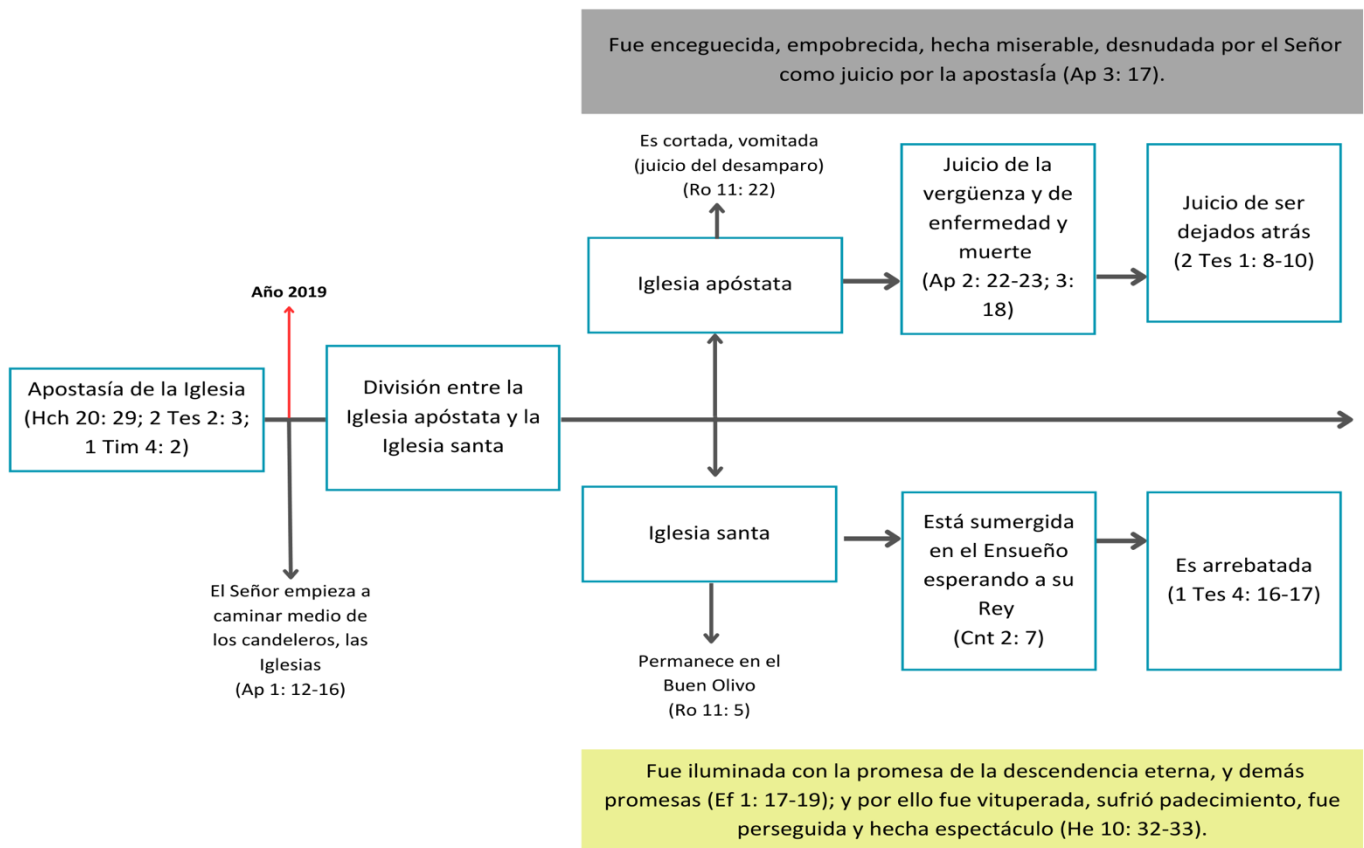 Fue enceguecida, empobrecida, hecha miserable, desnudada por el Señor
como juicio por la apostasÍa (Ap 3: 17).
Es cortada, vomitada
(juicio del desamparo)
(Ro 11: 22)
Iglesia apóstata
Juicio de la
vergüenza y de
enfermedad y
muerte
(Ap 2: 22-23; 3:
18)
Juicio de ser
dejados atrás
(2 Tes 1: 8-10)
Año 2019
Apostasía de la Iglesia
(Hch 20: 29; 2 Tes 2: 3;
1 Tim 4: 2)
División entre la
Iglesia apóstata y la
Iglesia santa
El Señor empieza a
caminar medio de
los candeleros, las
Iglesias
(Ap 1: 12-16)
Iglesia santa
Permanece en el
Buen Olivo
(Ro 11: 5)
Está sumergida
en el Ensueño
esperando a su
Rey
(Cnt 2: 7)
Es arrebatada
(1 Tes 4: 16-17)
Fue iluminada con la promesa de la descendencia eterna, y demás
promesas (Ef 1: 17-19); y por ello fue vituperada, sufrió padecimiento, fue
perseguida y hecha espectáculo (He 10: 32-33).